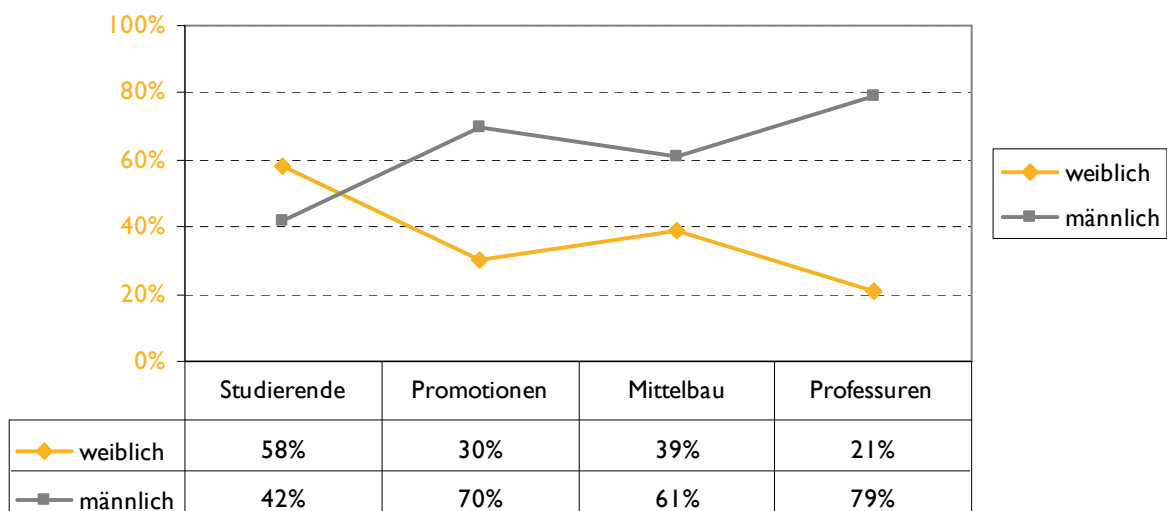 100%
80%
60%
40%
20%
0%
weiblich
männlich
Studierende Promotionen Mittelbau Professuren
weiblich 58% 30% 39% 21%
männlich 42% 70% 61% 79%